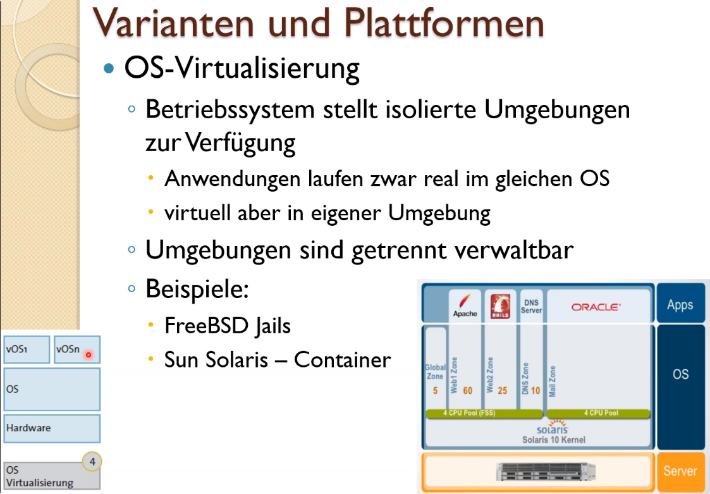 Varianten und Plattformen
OS-Virtualisierung
Betriebssystem stellt isolierte Umgebungen
zur Verfügung
Anwendungen laufen zwar real im gleichen OS
virtuell aber in eigener Umgebung
Umgebungen sind getrennt verwaltbar
Beispiele:
FreeBSD Jails
Sun Solaris – Container
vOS1
vOSn
OS
Hardware
4
OS
Virtualisierung
Apache
RAILS
DNS
Server
ORACLE
Apps
Global
Zone
5
Web1 Zone
60
Web2 Zone
25
DNS Zone
10
Mail Zone
OS
4 CPU Pool (FSS)
4 CPU Pool
solaris
Solaris 10 Kernel
Server